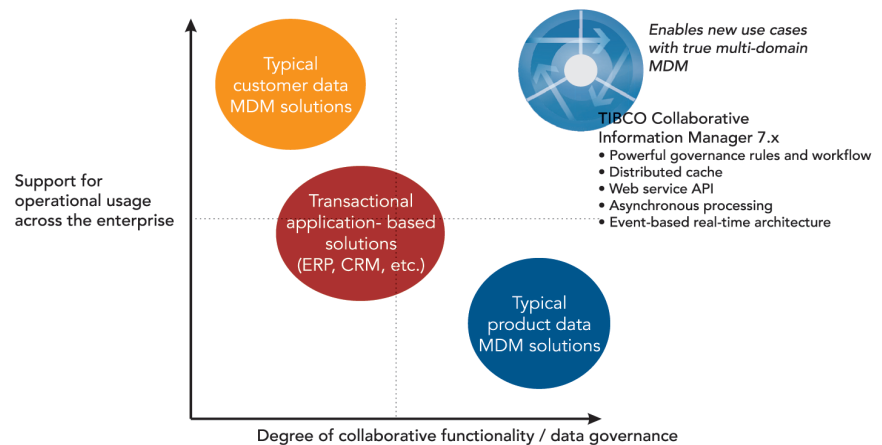 Enables new use cases
with true multi-domain
MDM
Typical
customer data
MDM solutions
TIBCO Collaborative
Information Manager 7.x
• Powerful governance rules and workflow
• Distributed cache
• Web service API
• Asynchronous processing
• Event-based real-time architecture
Support for
operational usage
across the enterprise
Transactional
application- based
solutions
(ERP, CRM, etc.)
Typical
product data
MDM solutions
Degree of collaborative functionality / data governance